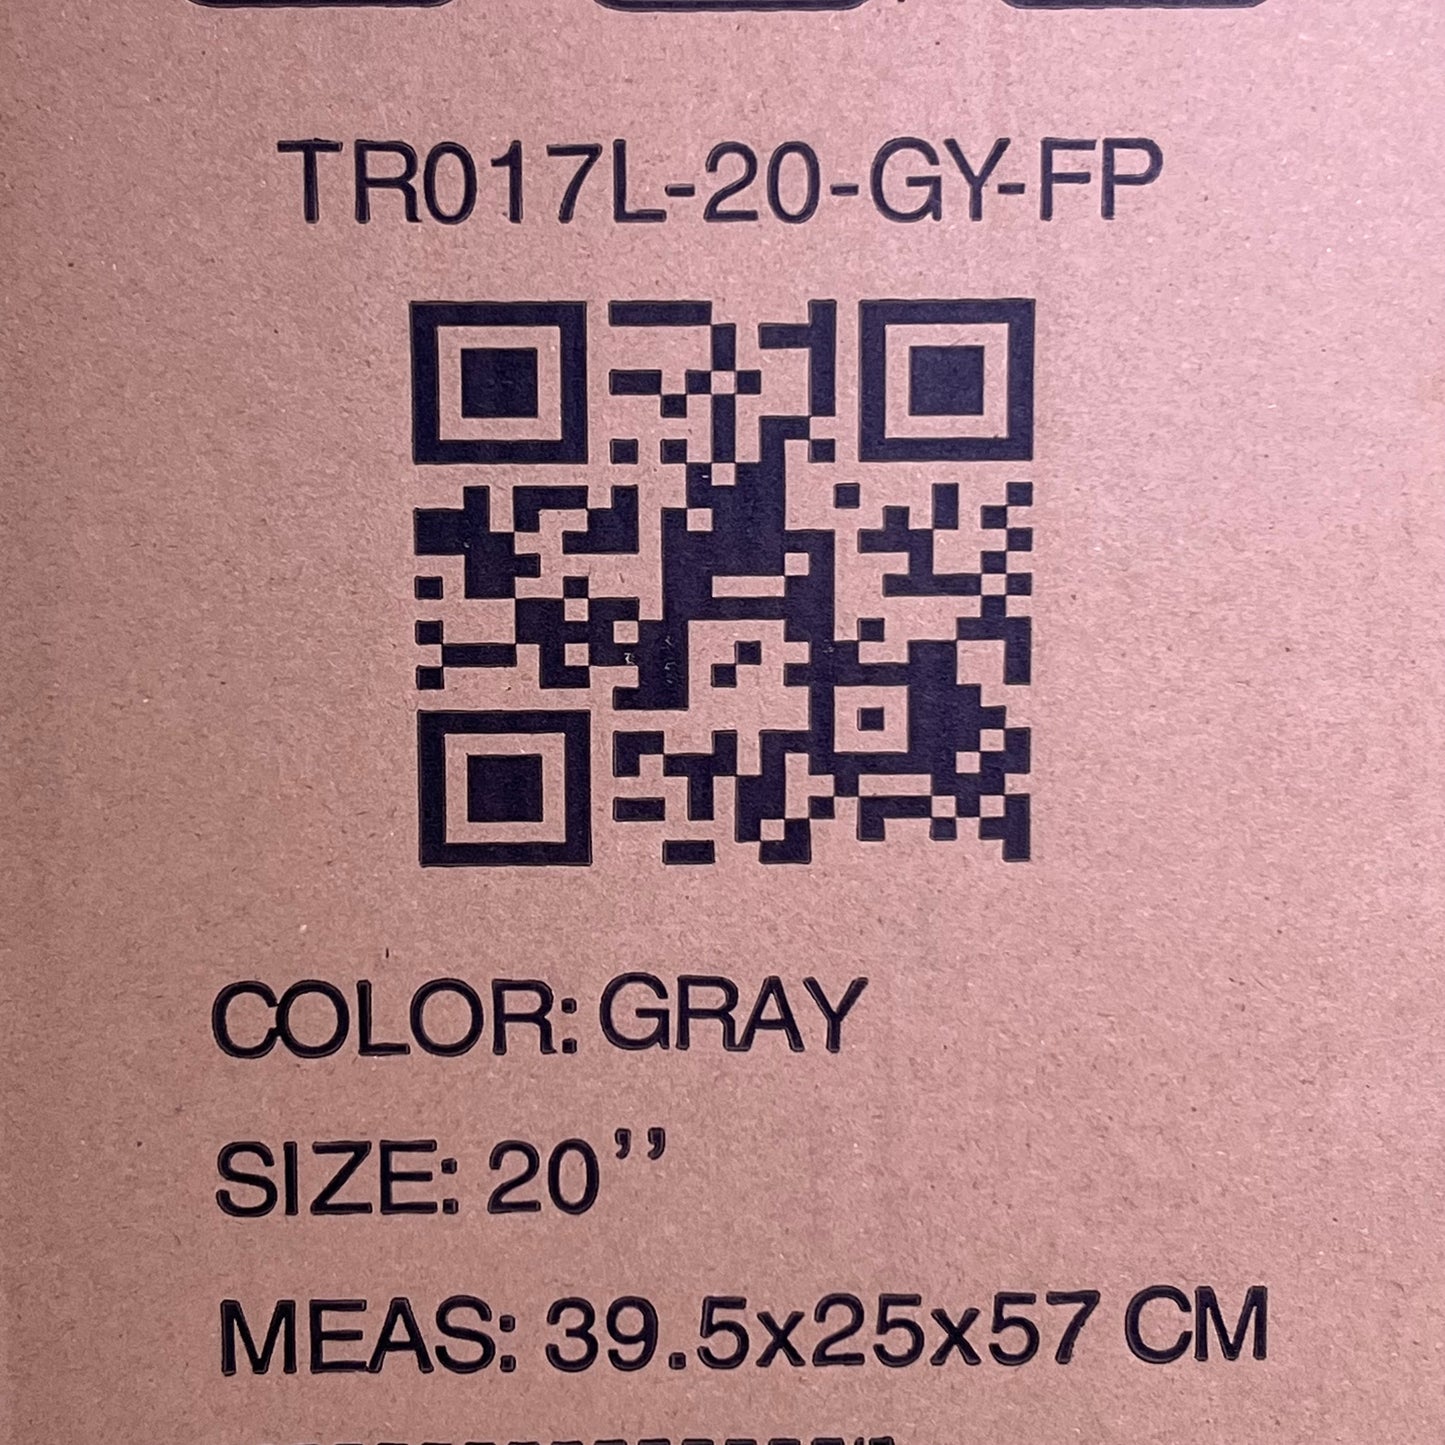 TR017L-20-GY-FP
COLOR: GRAY
SIZE: 20’’
MEAS: 39.5x25x57 CM